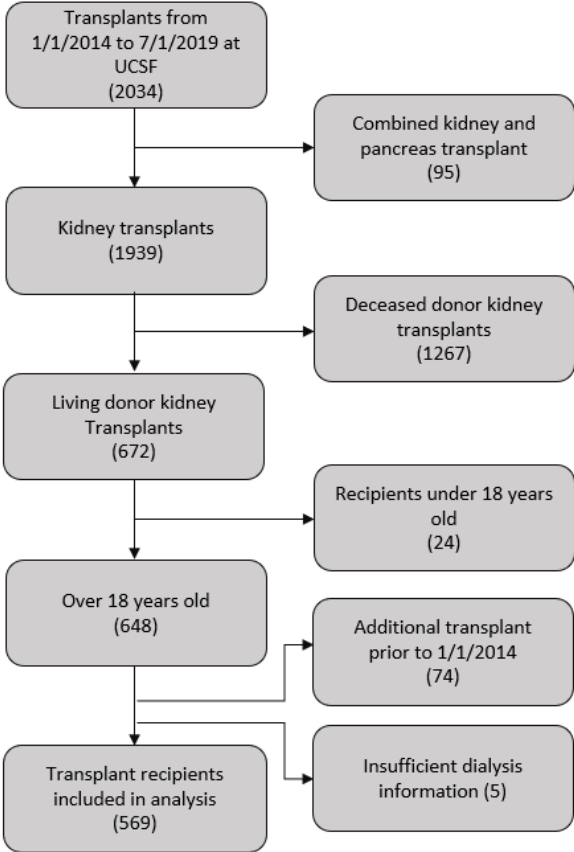 Transplants from
1/1/2014 to 7/1/2019 at
UCSF
(2034)
Combined kidney and
pancreas transplant
(95)
Kidney transplants
(1939)
Deceased donor kidney
transplants
(1267)
Living donor kidney
Transplants
(672)
Recipients under 18 years
old
(24)
Over 18 years old
(648)
Additional transplant
prior to 1/1/2014
(74)
Insufficient dialysis
information (5)
Transplant recipients
included in analysis
(569)